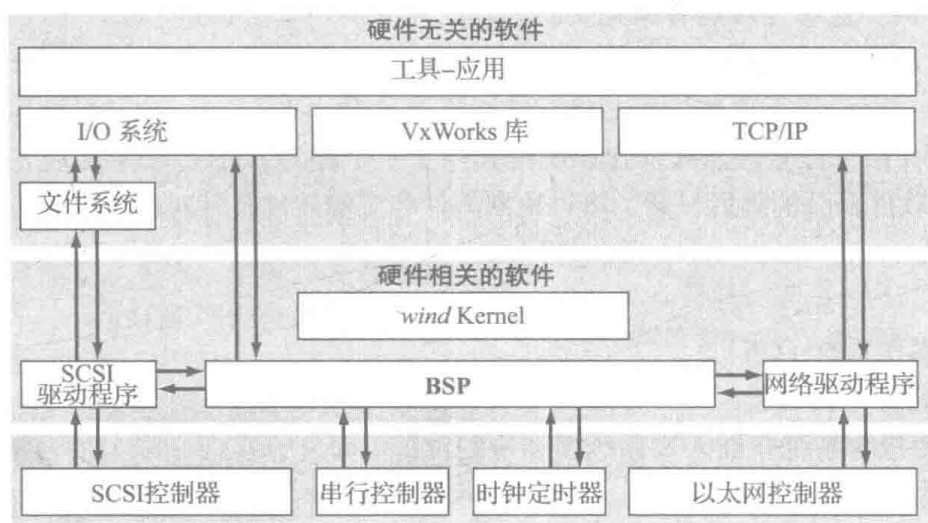 硬件无关的软件
工具–应用
I/O 系统
VxWorks 库
TCP/IP
文件系统
硬件相关的软件
wind Kernel
SCSI
驱动程序
BSP
网络驱动程序
SCSI控制器
串行控制器
时钟定时器
以太网控制器